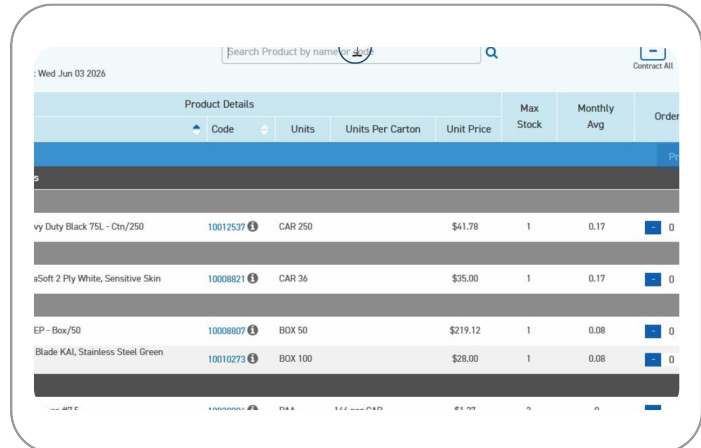 Search Product by name or code
Contract All
: Wed Jun 03 2026
Product Details
Max Stock
Monthly Avg
Order
Code
Units
Units Per Carton
Unit Price
Pr
s
vy Duty Black 75L - Ctn/250 10012537 CAR 250 $41.78 1 0.17 - 0
aSoft 2 Ply White, Sensitive Skin 10008821 CAR 36 $35.00 1 0.17 - 0
EP - Box/50 10008807 BOX 50 $219.12 1 0.08 - 0
Blade KAI, Stainless Steel Green 10010273 BOX 100 $28.00 1 0.08 - 0